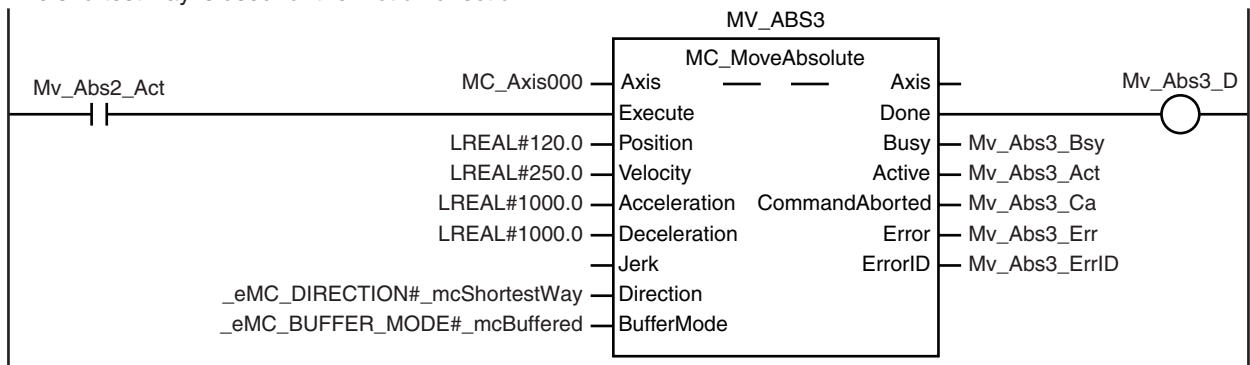 MV_ABS3
MC_MoveAbsolute
Mv_Abs2_Act
MC_Axis000 Axis Axis Mv_Abs3_D
Execute Done
LREAL#120.0 Position Busy Mv_Abs3_Bsy
LREAL#250.0 Velocity Active Mv_Abs3_Act
LREAL#1000.0 Acceleration CommandAborted Mv_Abs3_Ca
LREAL#1000.0 Deceleration Error Mv_Abs3_Err
Jerk ErrorID Mv_Abs3_ErrID
_eMC_DIRECTION#_mcShortestWay Direction
_eMC_BUFFER_MODE#_mcBuffered BufferMode